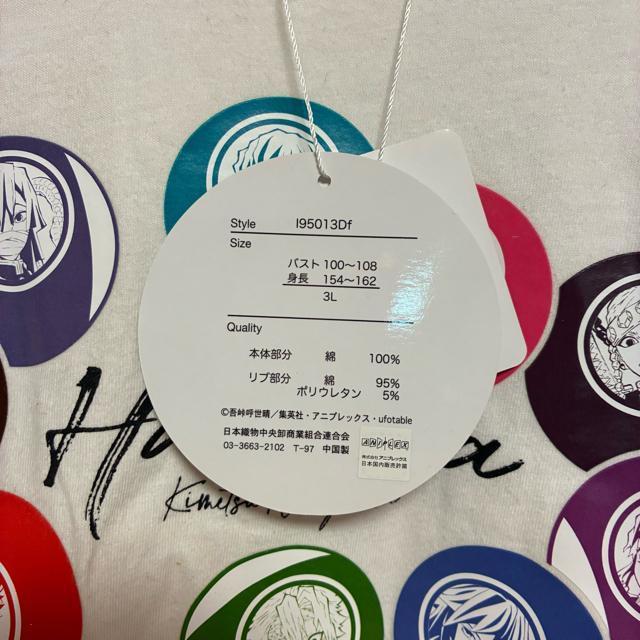 Style I95013Df
Size
バスト 100～108
身長 154～162
3L
Quality
本体部分 綿 100%
リブ部分 綿 95%
ポリウレタン 5%
©吾峠呼世晴／集英社・アニプレックス・ufotable
日本織物中央卸商業組合連合会
03-3663-2102 T-97 中国製
ANIPLEX
株式会社アニプレックス
日本国内販売許諾
H
a
Kimetsu